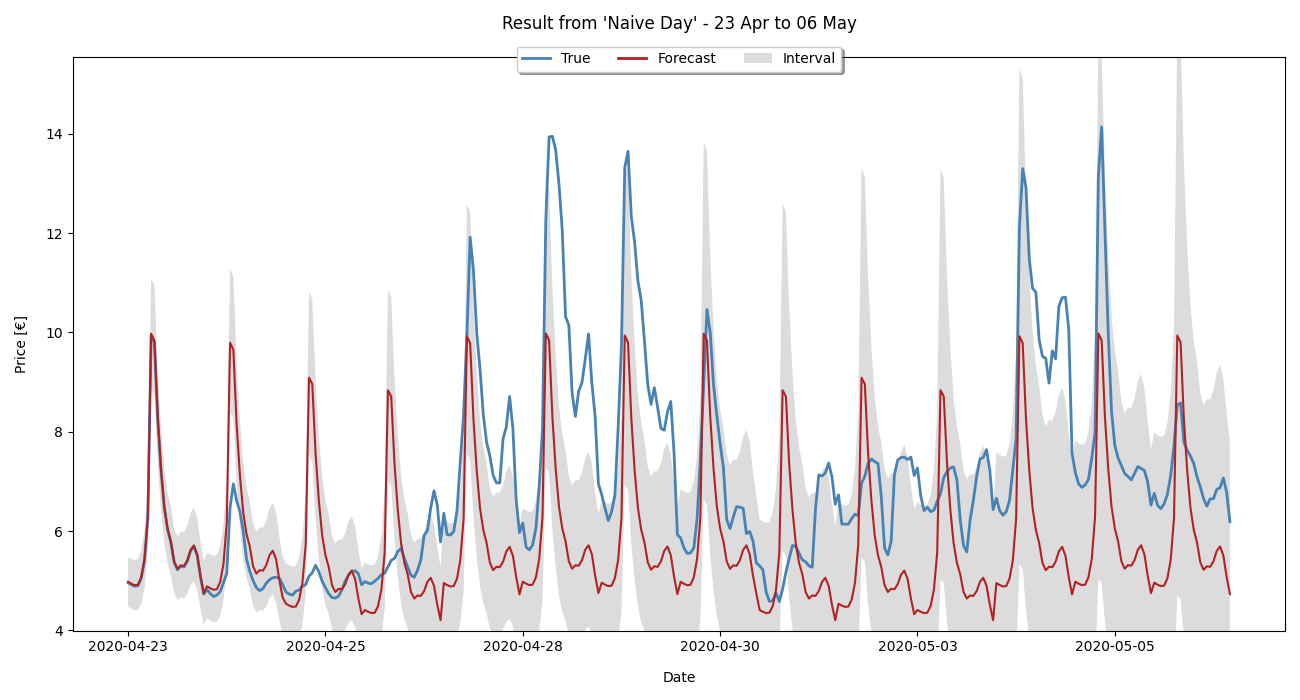 Result from 'Naive Day' - 23 Apr to 06 May
True Forecast Interval
14
12
10
8
6
4
Price [€]
2020-04-23 2020-04-25 2020-04-28 2020-04-30 2020-05-03 2020-05-05
Date